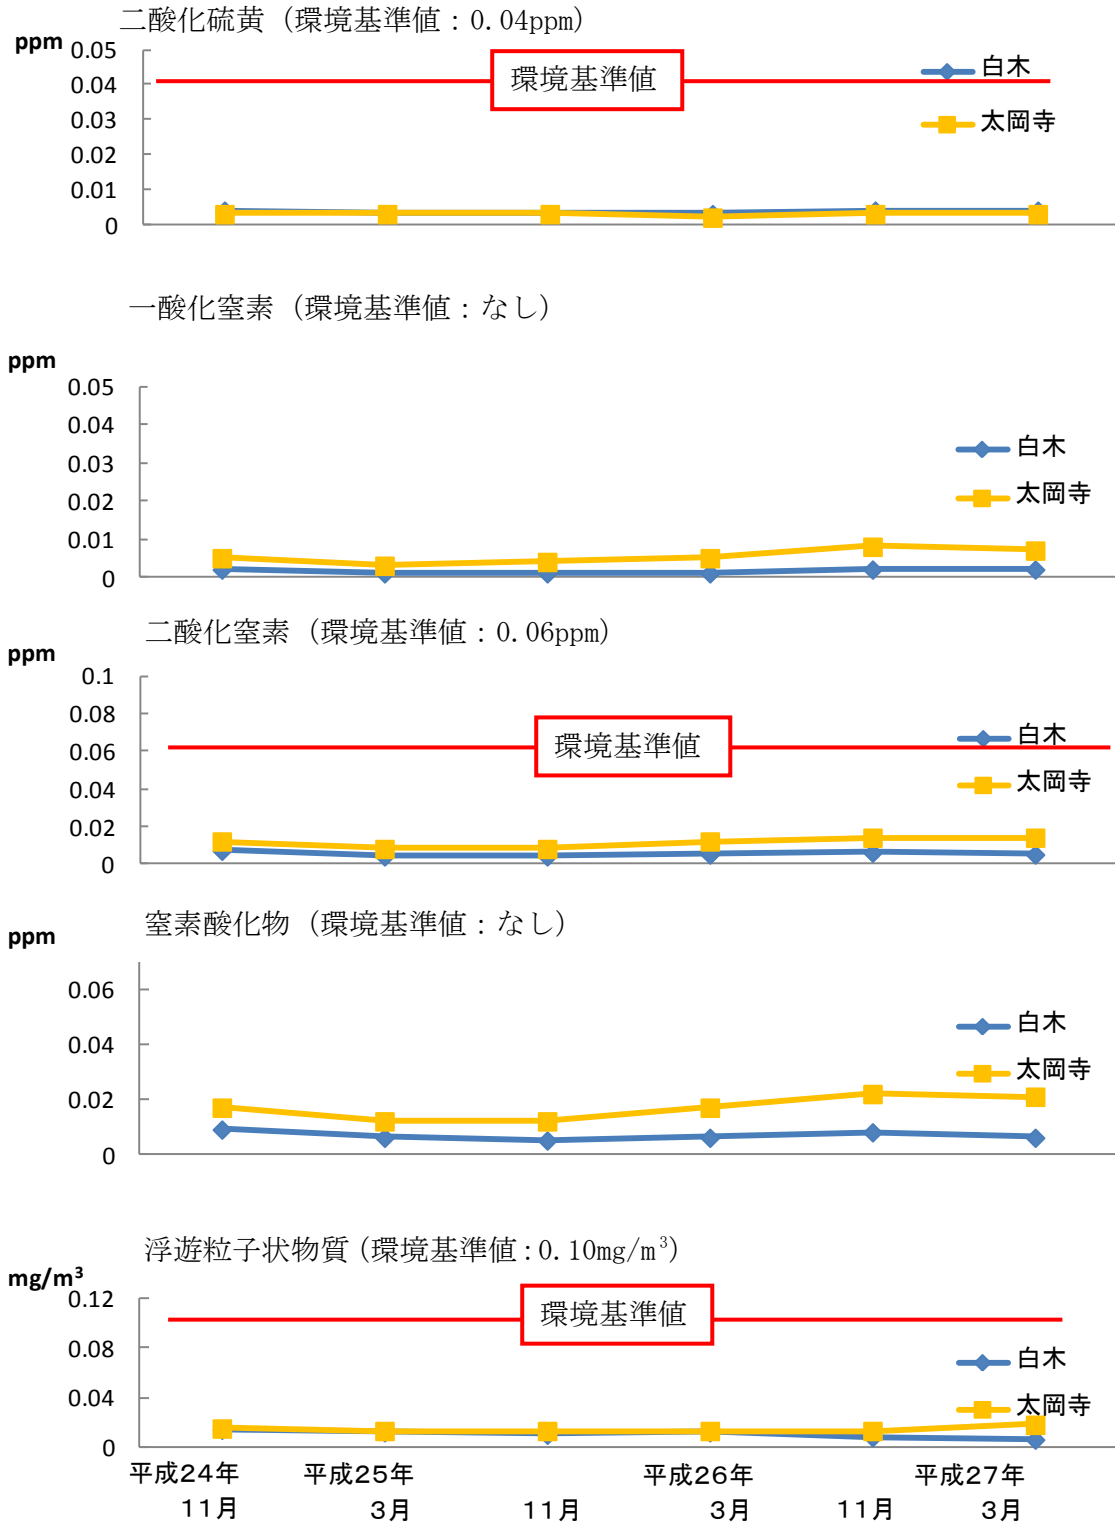 二酸化硫黄（環境基準値：0.04ppm）
ppm
0.05
0.04
0.03
0.02
0.01
0
環境基準値
白木
太岡寺
一酸化窒素（環境基準値：なし）
ppm
0.05
0.04
0.03
0.02
0.01
0
白木
太岡寺
二酸化窒素（環境基準値：0.06ppm）
ppm
0.1
0.08
0.06
0.04
0.02
0
環境基準値
白木
太岡寺
窒素酸化物（環境基準値：なし）
ppm
0.06
0.04
0.02
0
白木
太岡寺
浮遊粒子状物質（環境基準値：0.10mg/m³）
mg/m³
0.12
0.08
0.04
0
環境基準値
白木
太岡寺
平成24年 平成25年 平成26年 平成27年
11月 3月 11月 3月 11月 3月